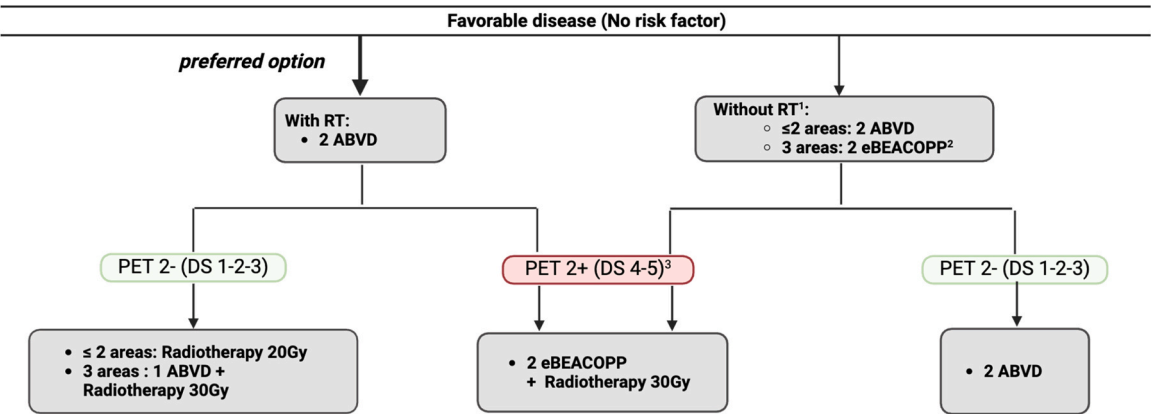 Favorable disease (No risk factor)
preferred option
With RT:
• 2 ABVD
Without RT¹:
○ ≤2 areas: 2 ABVD
○ 3 areas: 2 eBEACOPP²
PET 2- (DS 1-2-3)
PET 2+ (DS 4-5)³
PET 2- (DS 1-2-3)
• ≤ 2 areas: Radiotherapy 20Gy
• 3 areas : 1 ABVD +
Radiotherapy 30Gy
• 2 eBEACOPP
+ Radiotherapy 30Gy
• 2 ABVD